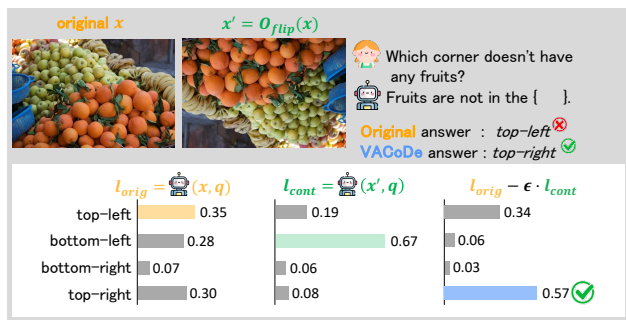 original x
x' = O_flip(x)
Which corner doesn't have
any fruits?
Fruits are not in the {     }.
Original answer : top-left
VACoDe answer : top-right
l_orig = (x, q)
l_cont = (x', q)
l_orig − ϵ · l_cont
top-left 0.35 0.19 0.34
bottom-left 0.28 0.67 0.06
bottom-right 0.07 0.06 0.03
top-right 0.30 0.08 0.57